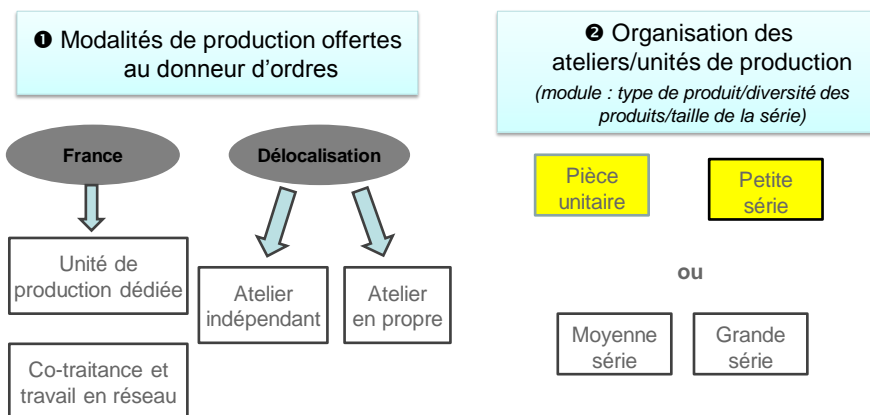 ❶ Modalités de production offertes
au donneur d’ordres
France
Délocalisation
Unité de
production dédiée
Atelier
indépendant
Atelier
en propre
Co-traitance et
travail en réseau
❷ Organisation des
ateliers/unités de production
(module : type de produit/diversité des
produits/taille de la série)
Pièce
unitaire
Petite
série
ou
Moyenne
série
Grande
série